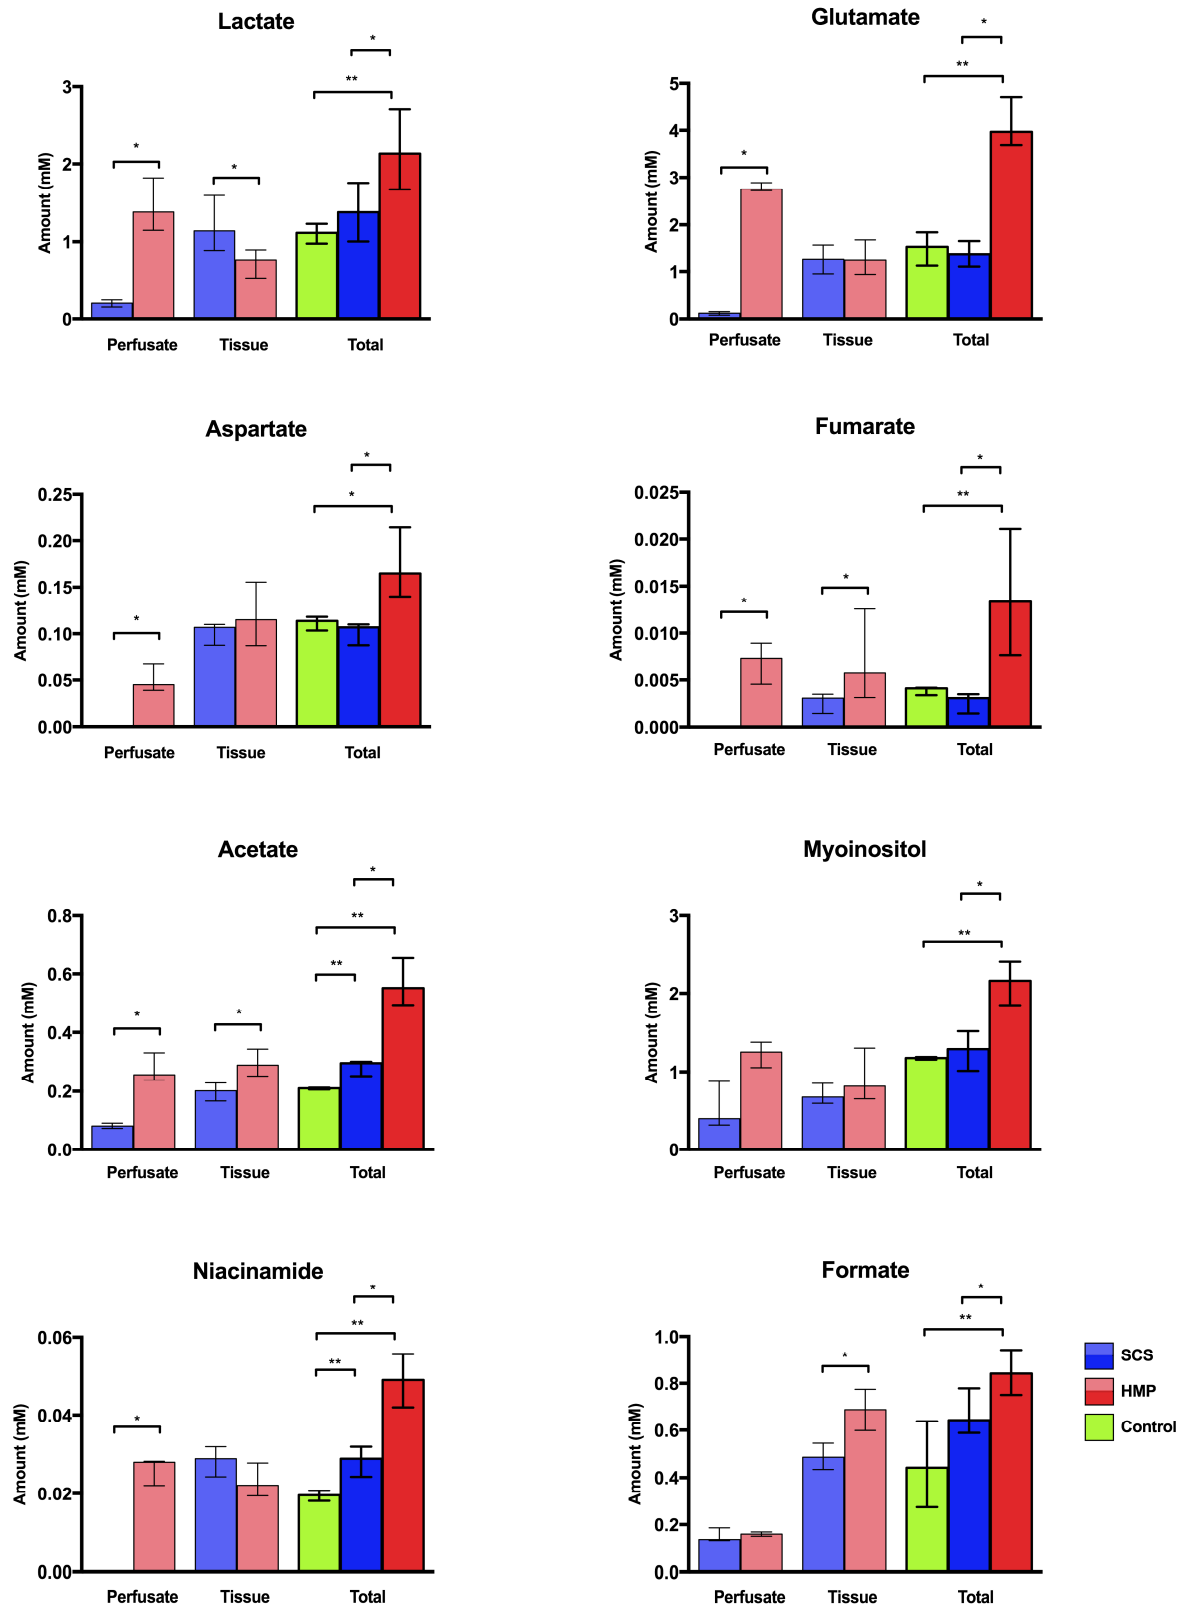 Lactate
*
**
*
*
3
2
1
0
Amount (mM)
Perfusate Tissue Total
Glutamate
*
**
*
5
4
3
2
1
0
Amount (mM)
Perfusate Tissue Total
Aspartate
*
*
*
0.25
0.20
0.15
0.10
0.05
0.00
Amount (mM)
Perfusate Tissue Total
Fumarate
*
**
*
*
0.025
0.020
0.015
0.010
0.005
0.000
Amount (mM)
Perfusate Tissue Total
Acetate
*
**
**
*
*
0.8
0.6
0.4
0.2
0.0
Amount (mM)
Perfusate Tissue Total
Myoinositol
*
**
3
2
1
0
Amount (mM)
Perfusate Tissue Total
Niacinamide
*
**
**
*
0.06
0.04
0.02
0.00
Amount (mM)
Perfusate Tissue Total
Formate
*
**
*
1.0
0.8
0.6
0.4
0.2
0.0
Amount (mM)
Perfusate Tissue Total
SCS
HMP
Control